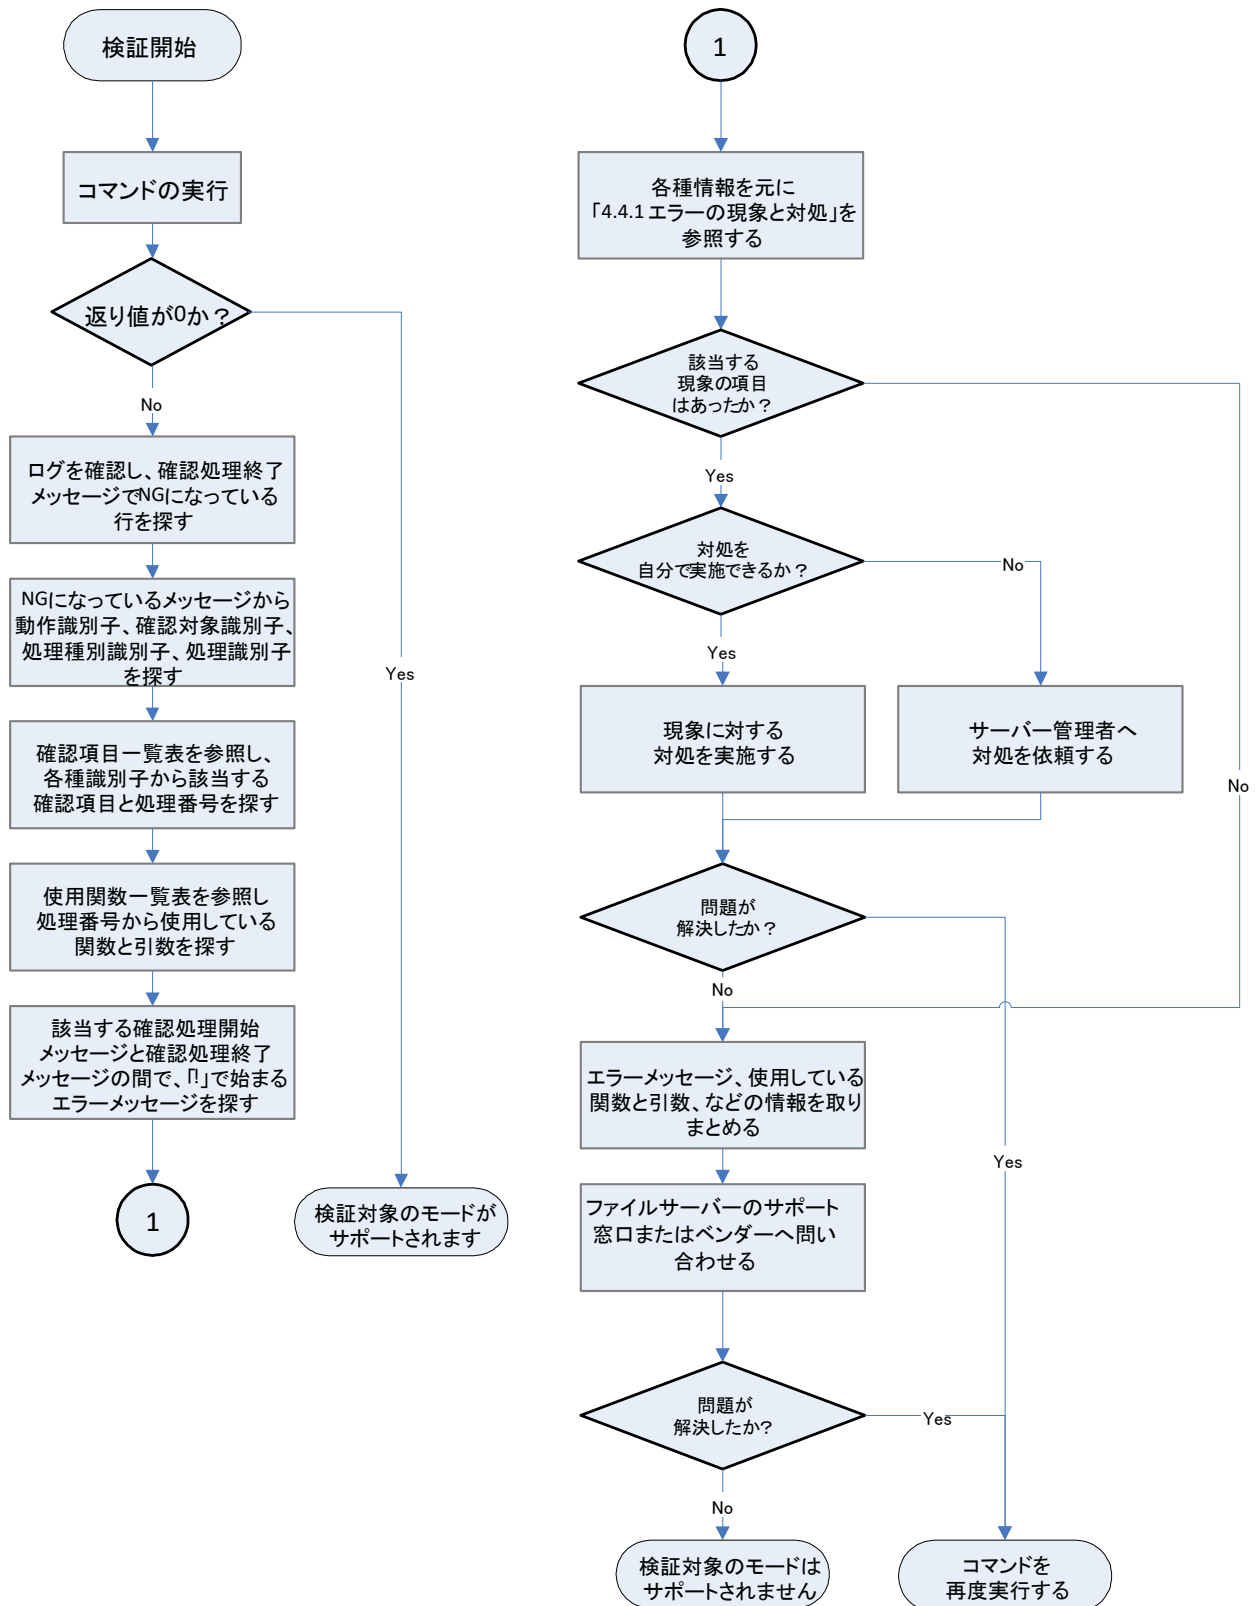 検証開始
コマンドの実行
返り値が0か？
No
ログを確認し、確認処理終了
メッセージでNGになっている
行を探す
NGになっているメッセージから
動作識別子、確認対象識別子、
処理種別識別子、処理識別子
を探す
確認項目一覧表を参照し、
各種識別子から該当する
確認項目と処理番号を探す
使用関数一覧表を参照し
処理番号から使用している
関数と引数を探す
該当する確認処理開始
メッセージと確認処理終了
メッセージの間で、「!」で始まる
エラーメッセージを探す
1
Yes
検証対象のモードが
サポートされます
1
各種情報を元に
「4.4.1エラーの現象と対処」を
参照する
該当する
現象の項目
はあったか？
Yes
No
対処を
自分で実施できるか？
No
Yes
現象に対する
対処を実施する
サーバー管理者へ
対処を依頼する
問題が
解決したか？
No
Yes
エラーメッセージ、使用している
関数と引数、などの情報を取り
まとめる
ファイルサーバーのサポート
窓口またはベンダーへ問い
合わせる
問題が
解決したか?
Yes
No
検証対象のモードは
サポートされません
コマンドを
再度実行する